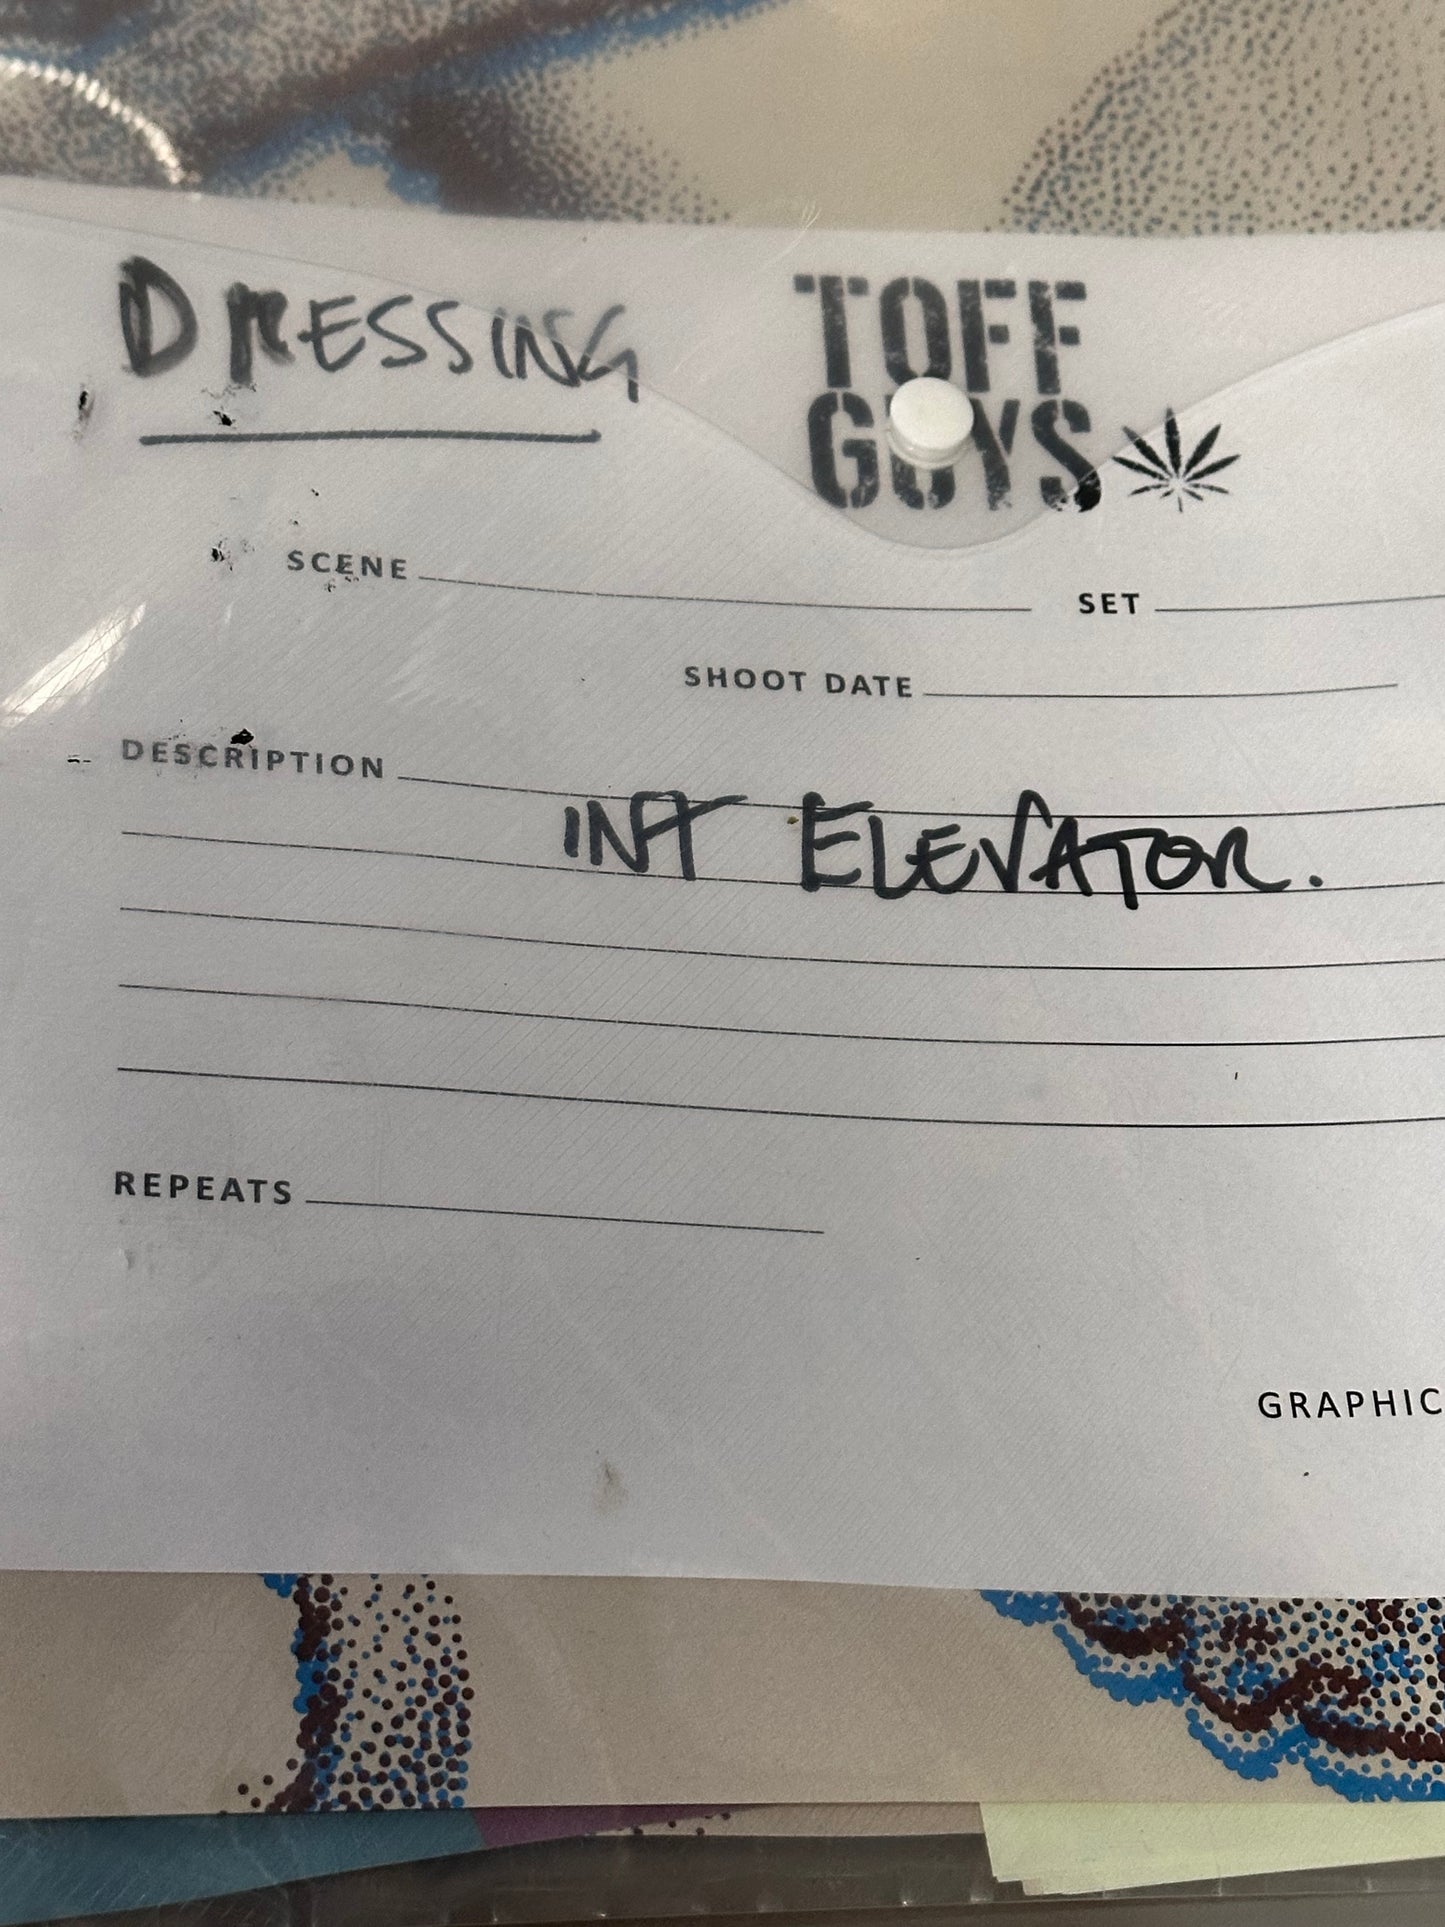 DRESSING
TOFF
GUYS
SCENE
SET
SHOOT DATE
DESCRIPTION
INT ELEVATOR.
REPEATS
GRAPHIC